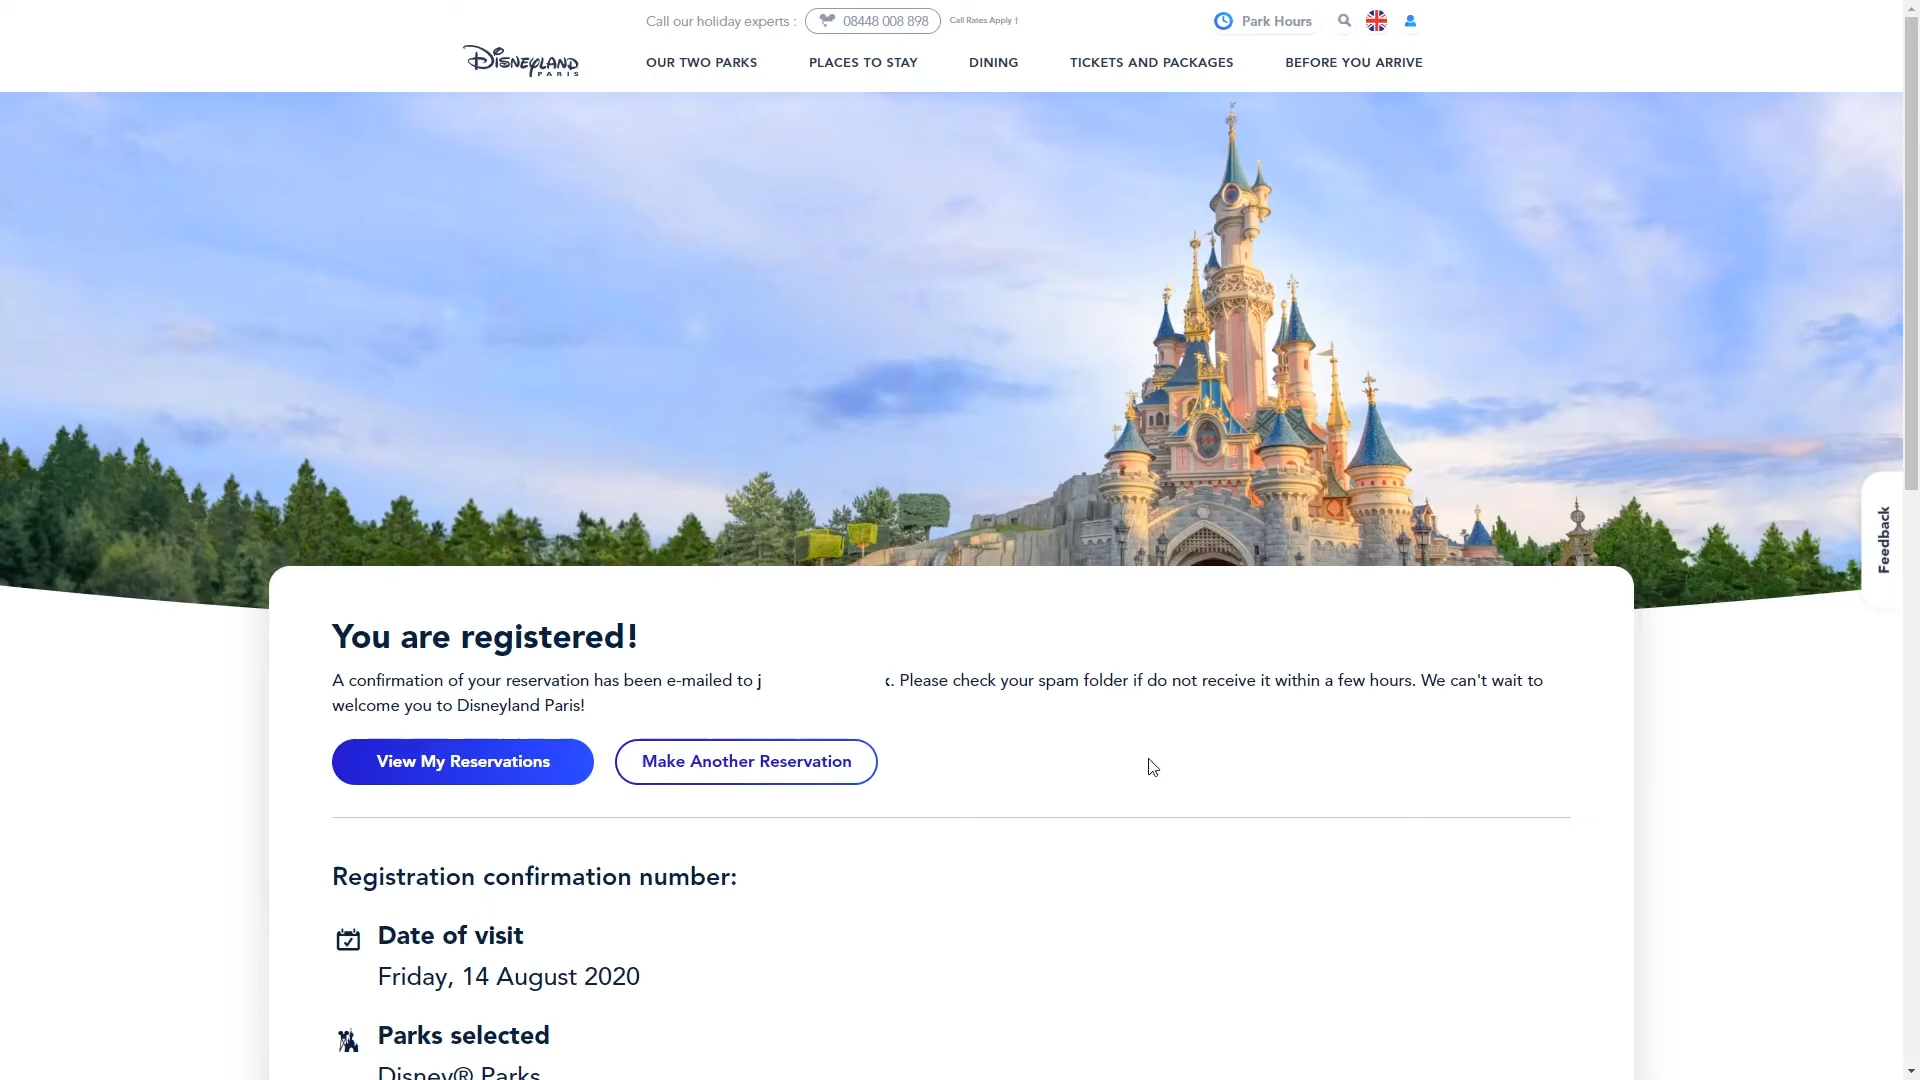 Call our holiday experts : 08448 008 898 Call Rates Apply † Park Hours
Disneyland PARIS OUR TWO PARKS PLACES TO STAY DINING TICKETS AND PACKAGES BEFORE YOU ARRIVE
Feedback
You are registered!
A confirmation of your reservation has been e-mailed to j . Please check your spam folder if do not receive it within a few hours. We can't wait to
welcome you to Disneyland Paris!
View My Reservations Make Another Reservation
Registration confirmation number:
Date of visit
Friday, 14 August 2020
Parks selected
Disney® Parks